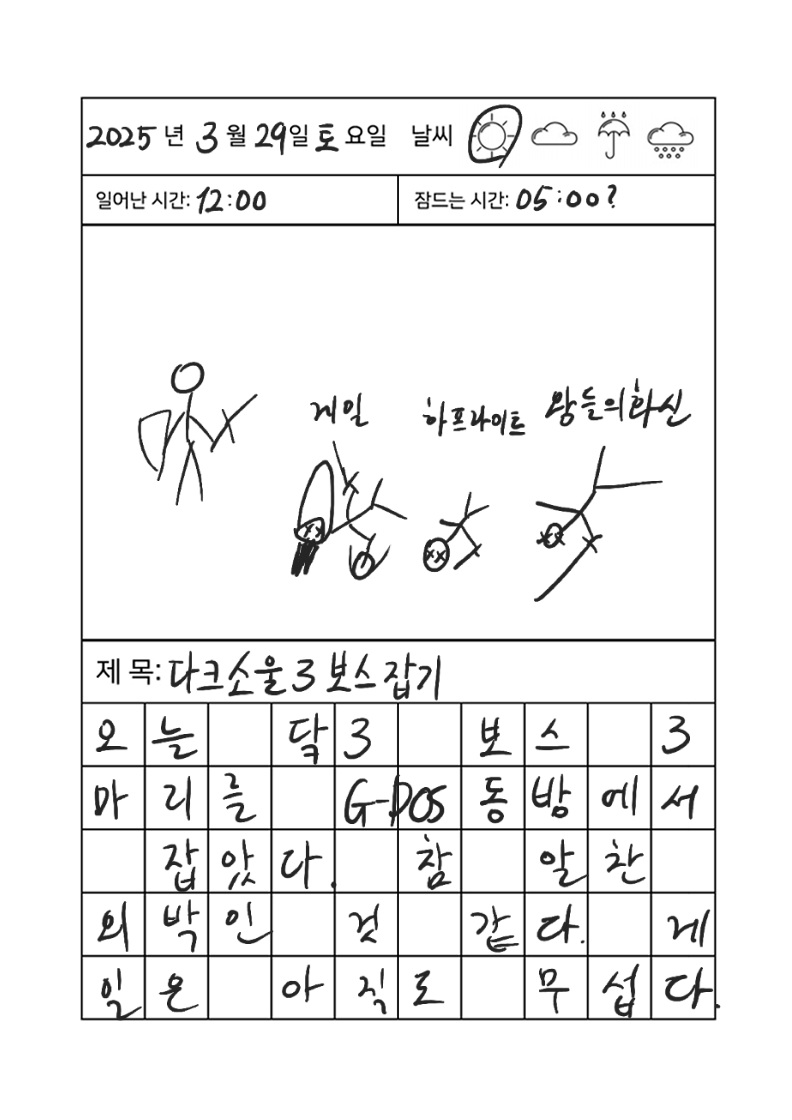 2025 년 3 월 29일 토 요일 날씨
일어난 시간: 12:00 잠드는 시간: 05:00?
게일 하프라이트 왕들의화신
제 목: 다크소울3 보스 잡기
오늘 닥3 보스 3
마리를 G-POS동방에서
잡았다. 참 알찬
외박인 것 같다. 게
일은 아직도 무섭다.